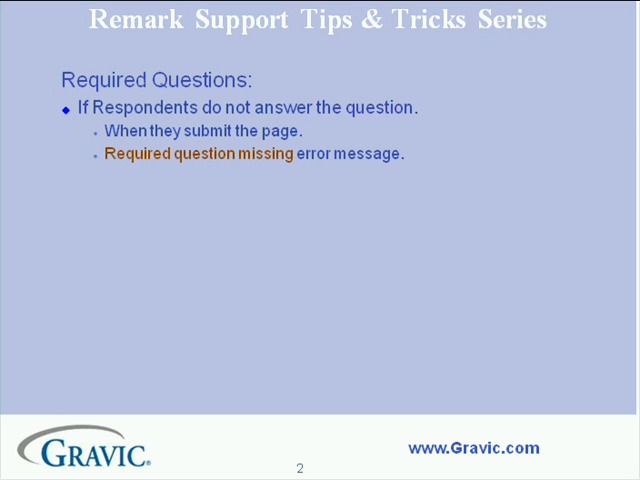 Remark Support Tips & Tricks Series
Required Questions:
If Respondents do not answer the question.
When they submit the page.
Required question missing error message.
GRAVIC®
www.Gravic.com
2